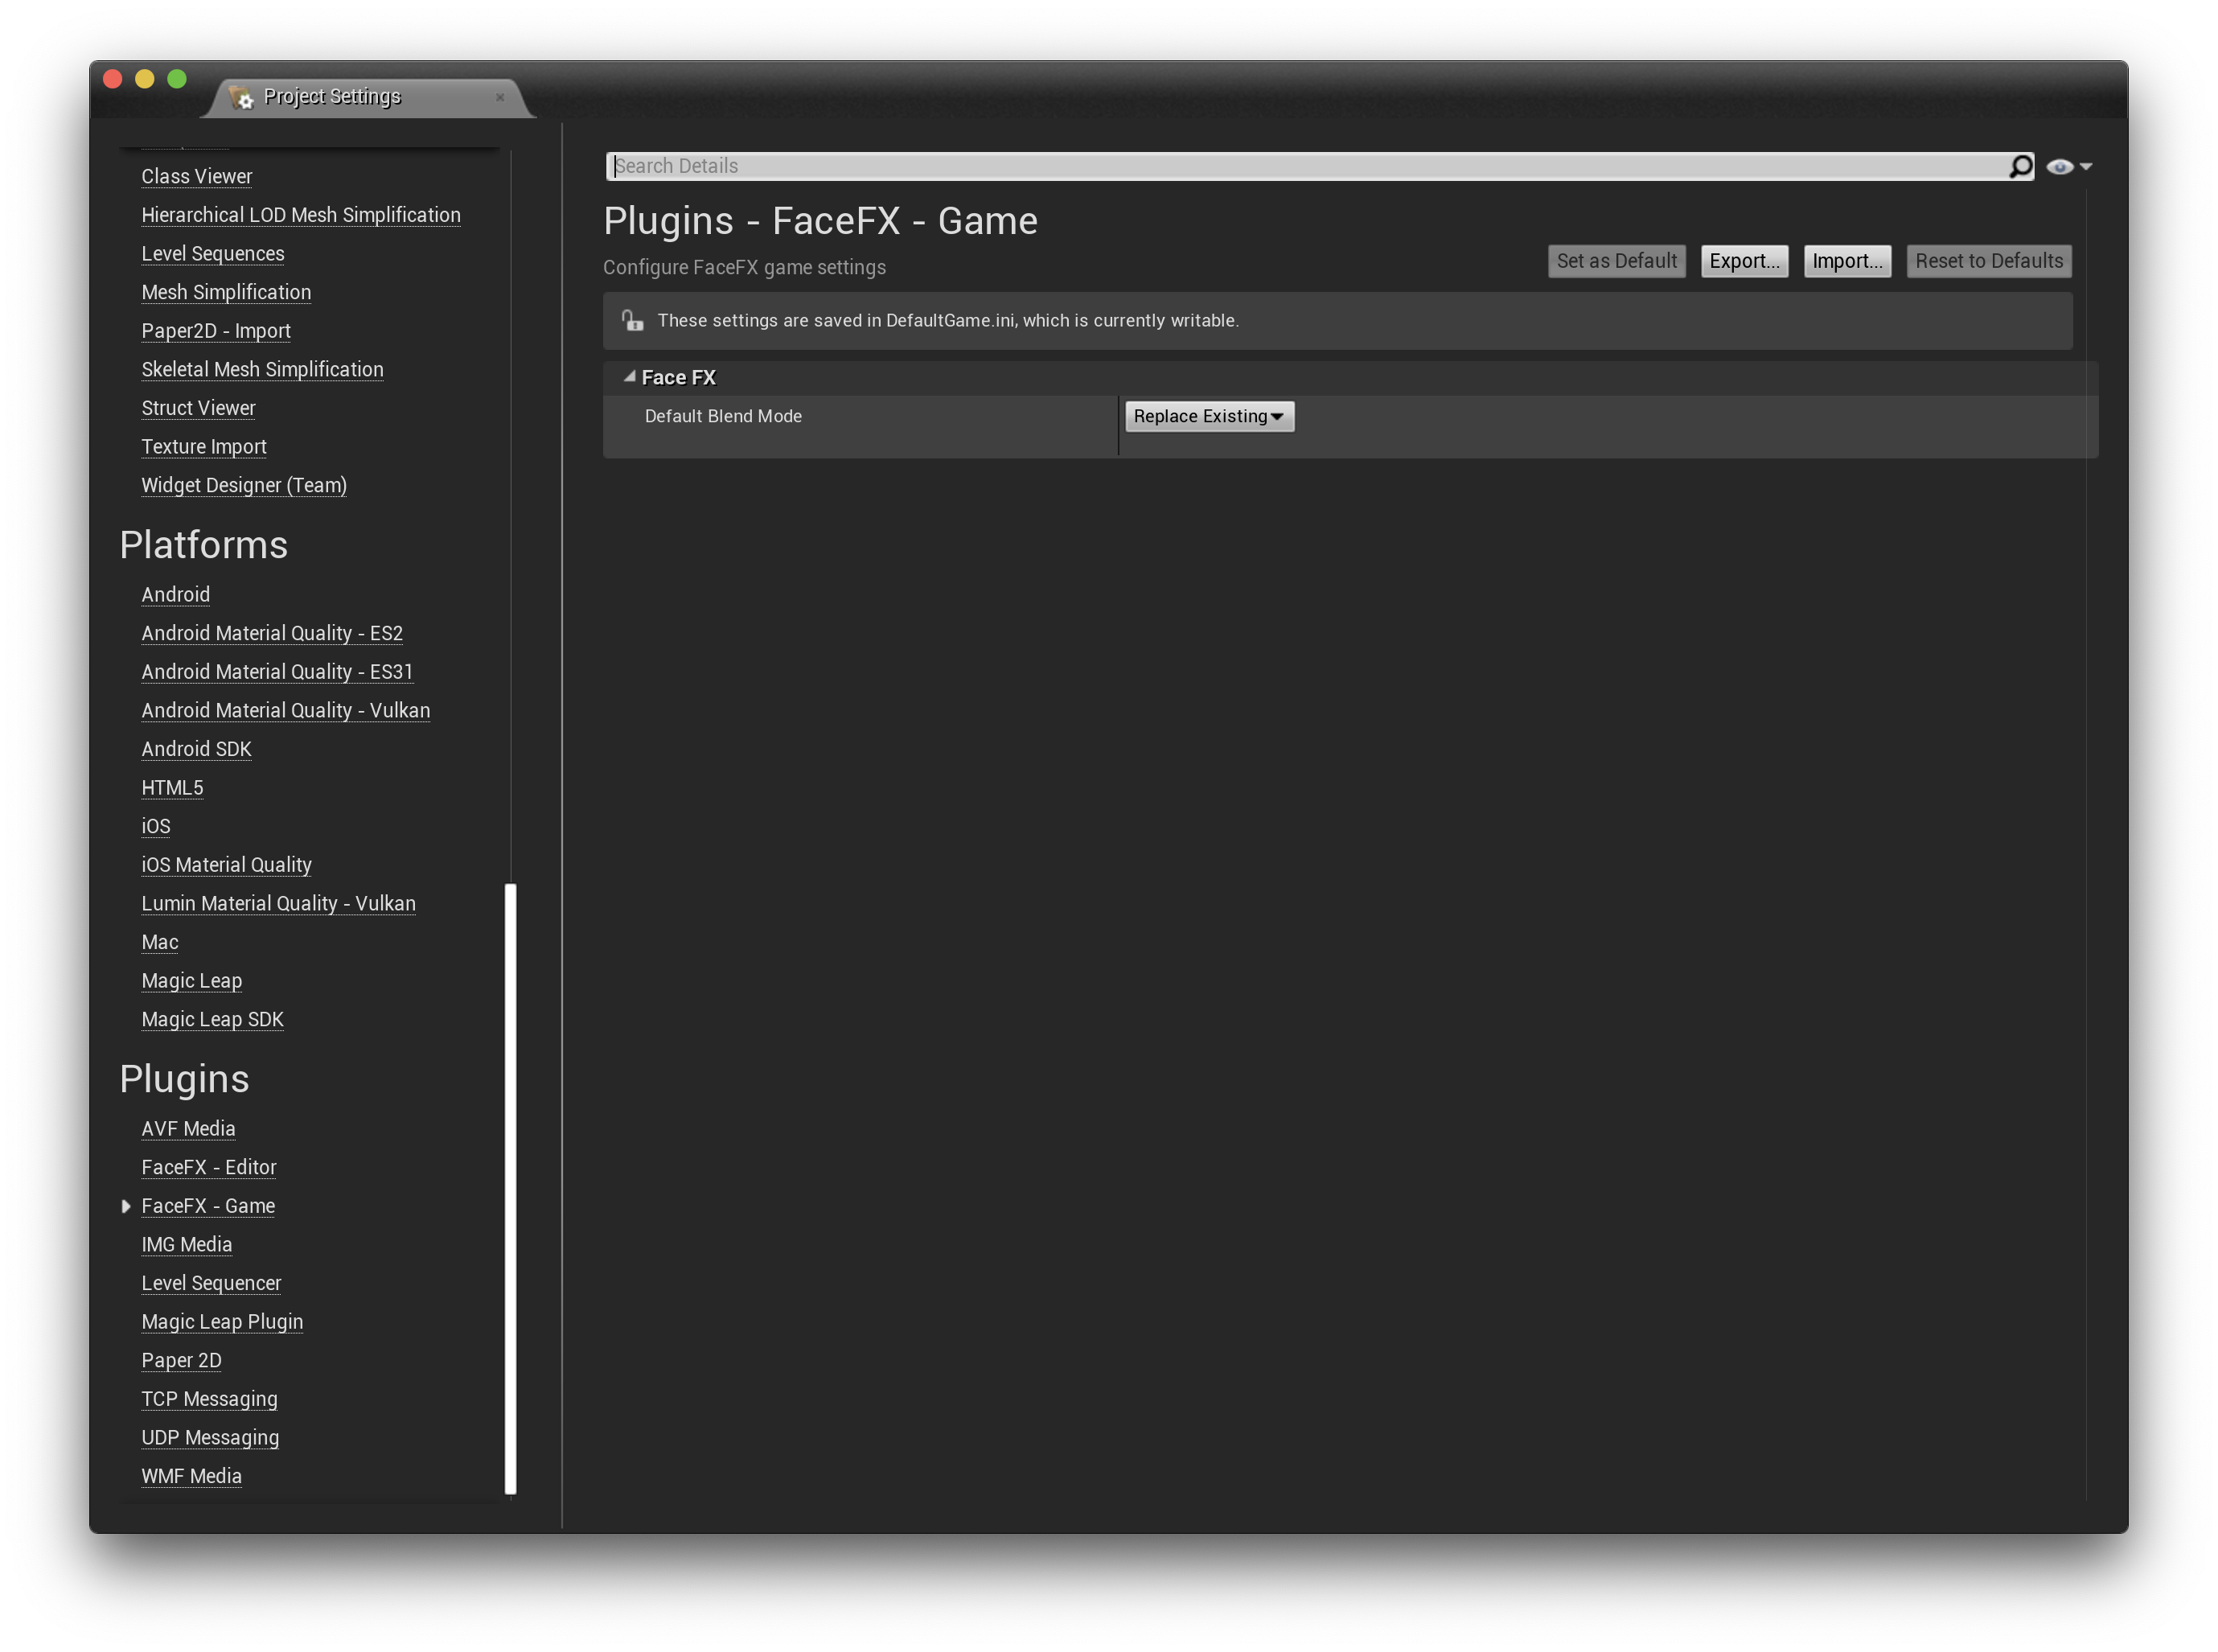 Project Settings
Class Viewer
Hierarchical LOD Mesh Simplification
Level Sequences
Mesh Simplification
Paper2D - Import
Skeletal Mesh Simplification
Struct Viewer
Texture Import
Widget Designer (Team)
Platforms
Android
Android Material Quality - ES2
Android Material Quality - ES31
Android Material Quality - Vulkan
Android SDK
HTML5
iOS
iOS Material Quality
Lumin Material Quality - Vulkan
Mac
Magic Leap
Magic Leap SDK
Plugins
AVF Media
FaceFX - Editor
FaceFX - Game
IMG Media
Level Sequencer
Magic Leap Plugin
Paper 2D
TCP Messaging
UDP Messaging
WMF Media
Search Details
Plugins - FaceFX - Game
Configure FaceFX game settings
Set as Default Export... Import... Reset to Defaults
These settings are saved in DefaultGame.ini, which is currently writable.
Face FX
Default Blend Mode Replace Existing